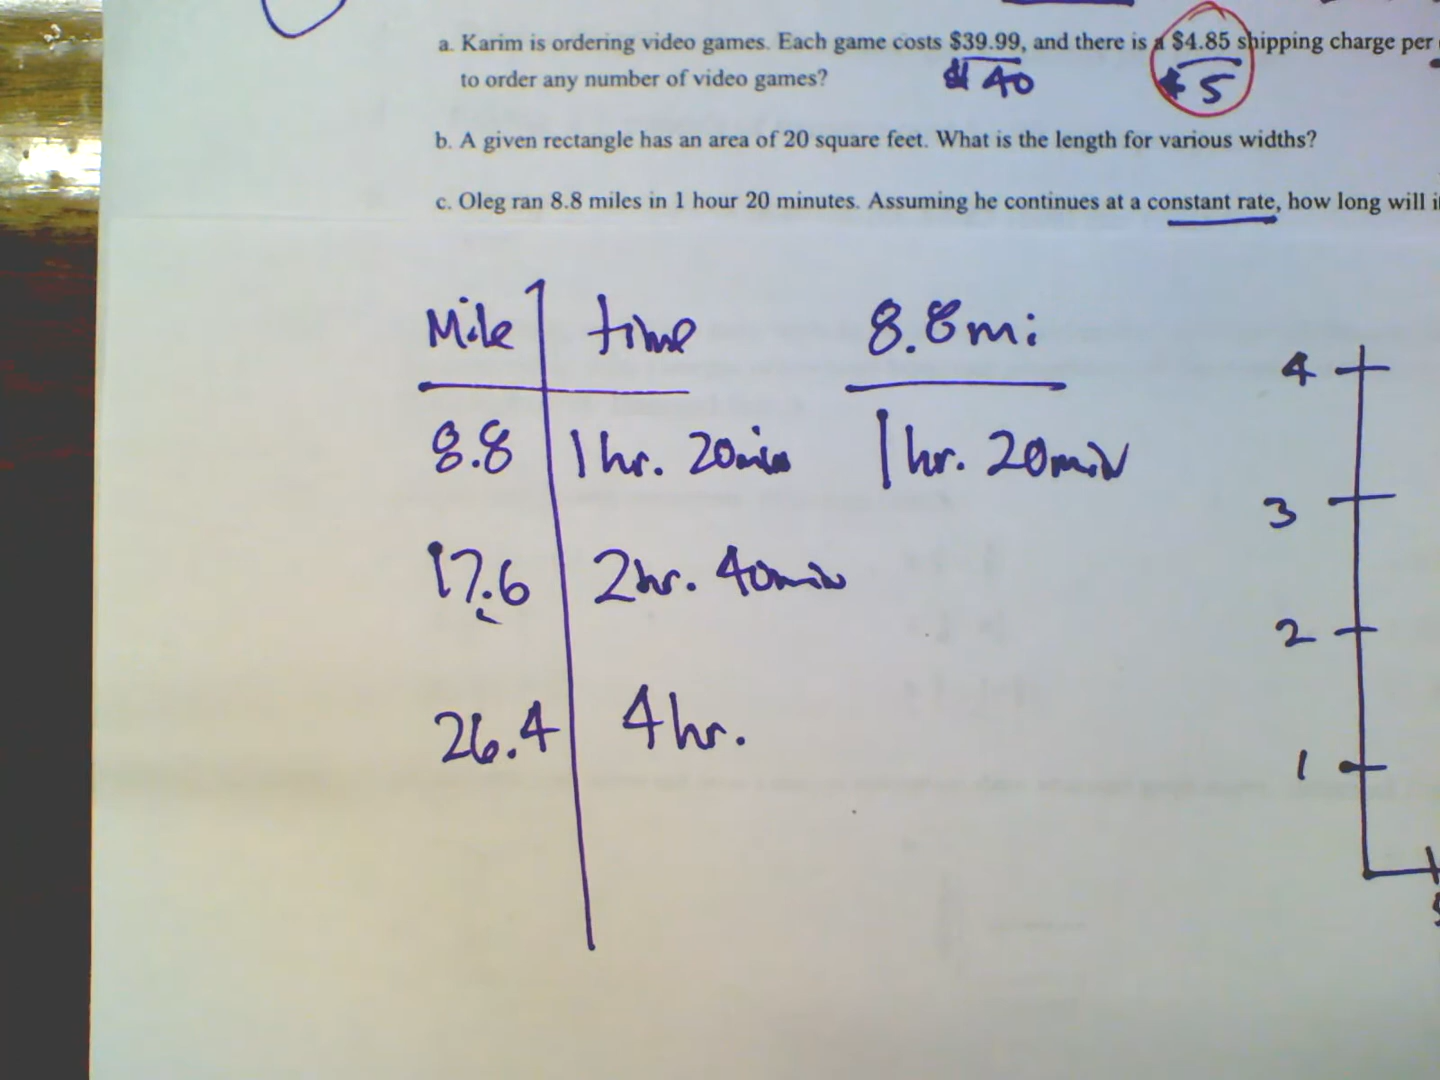 a. Karim is ordering video games. Each game costs $39.99, and there is a $4.85 shipping charge per
to order any number of video games?
$40 $5
b. A given rectangle has an area of 20 square feet. What is the length for various widths?
c. Oleg ran 8.8 miles in 1 hour 20 minutes. Assuming he continues at a constant rate, how long will
Mile time 8.8mi
8.8 1hr. 20min 1hr. 20min
17.6 2hr. 40min
26.4 4hr.
4
3
2
1